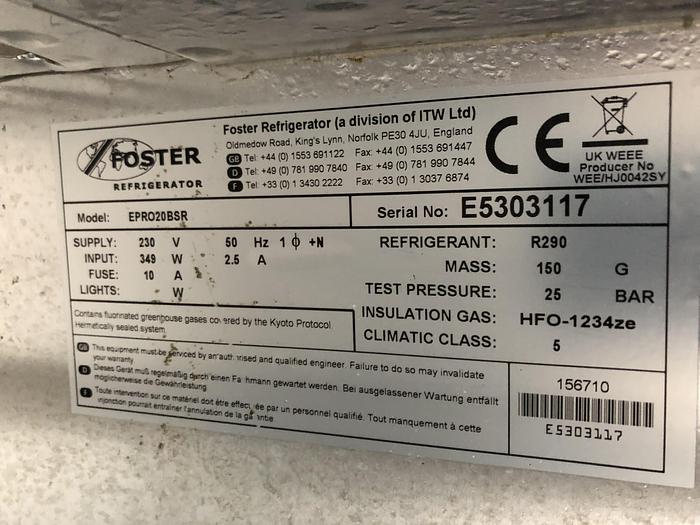 FOSTER
REFRIGERATOR
Foster Refrigerator (a division of ITW Ltd)
Oldmedow Road, King's Lynn, Norfolk PE30 4JU, England
GB Tel: +44 (0) 1553 691122 Fax: +44 (0) 1553 691447
D Tel: +49 (0) 781 990 7840 Fax: +49 (0) 781 990 7844
F Tel: +33 (0) 1 3430 2222 Fax: +33 (0) 1 3037 6874
CE
UK WEEE
Producer No
WEE/HJ0042SY
Model: EPRO20BSR
Serial No: E5303117
SUPPLY: 230 V 50 Hz 1 ϕ +N
INPUT: 349 W 2.5 A
FUSE: 10 A
LIGHTS: W
REFRIGERANT: R290
MASS: 150 G
TEST PRESSURE: 25 BAR
INSULATION GAS: HFO-1234ze
CLIMATIC CLASS: 5
Contains fluorinated greenhouse gases covered by the Kyoto Protocol.
Hermetically sealed system.
GB This equipment must be serviced by an authorised and qualified engineer. Failure to do so may invalidate
your warranty.
D Dieses Gerät muß regelmäßig durch einen Fachmann gewartet werden. Bei ausgelassener Wartung entfällt
möglicherweise die Gewährleistung.
F Toute intervention sur ce matériel doit être effectuée par un personnel qualifié. Tout manquement à cette
injonction pourrait entraîner l'annulation de la garantie
156710
E5303117